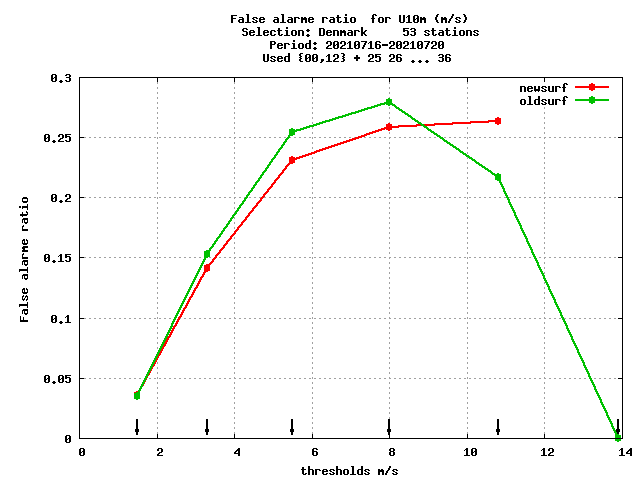 False alarme ratio  for U10m (m/s)
Selection: Denmark     53 stations
Period: 20210716-20210720
Used {00,12} + 25 26 ... 36
newsurf
oldsurf
0.3
0.25
0.2
0.15
0.1
0.05
0
False alarme ratio
0 2 4 6 8 10 12 14
thresholds m/s